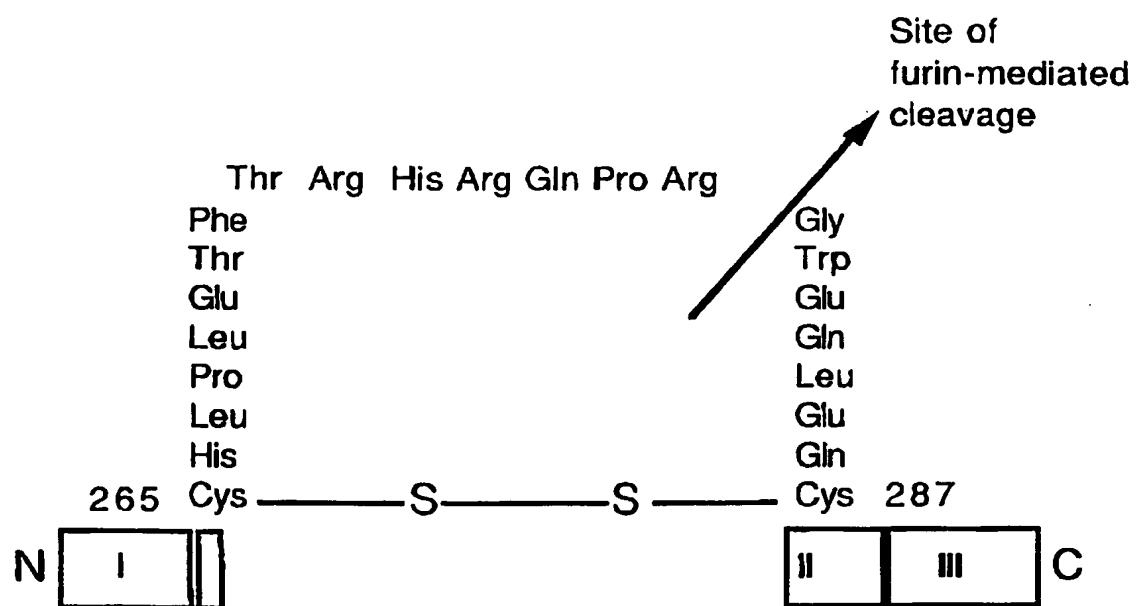 Site of
furin-mediated
cleavage
Thr Arg His Arg Gln Pro Arg
Phe Gly
Thr Trp
Glu Glu
Leu Gln
Pro Leu
Leu Glu
His Gln
265 Cys S S Cys 287
N I II III C